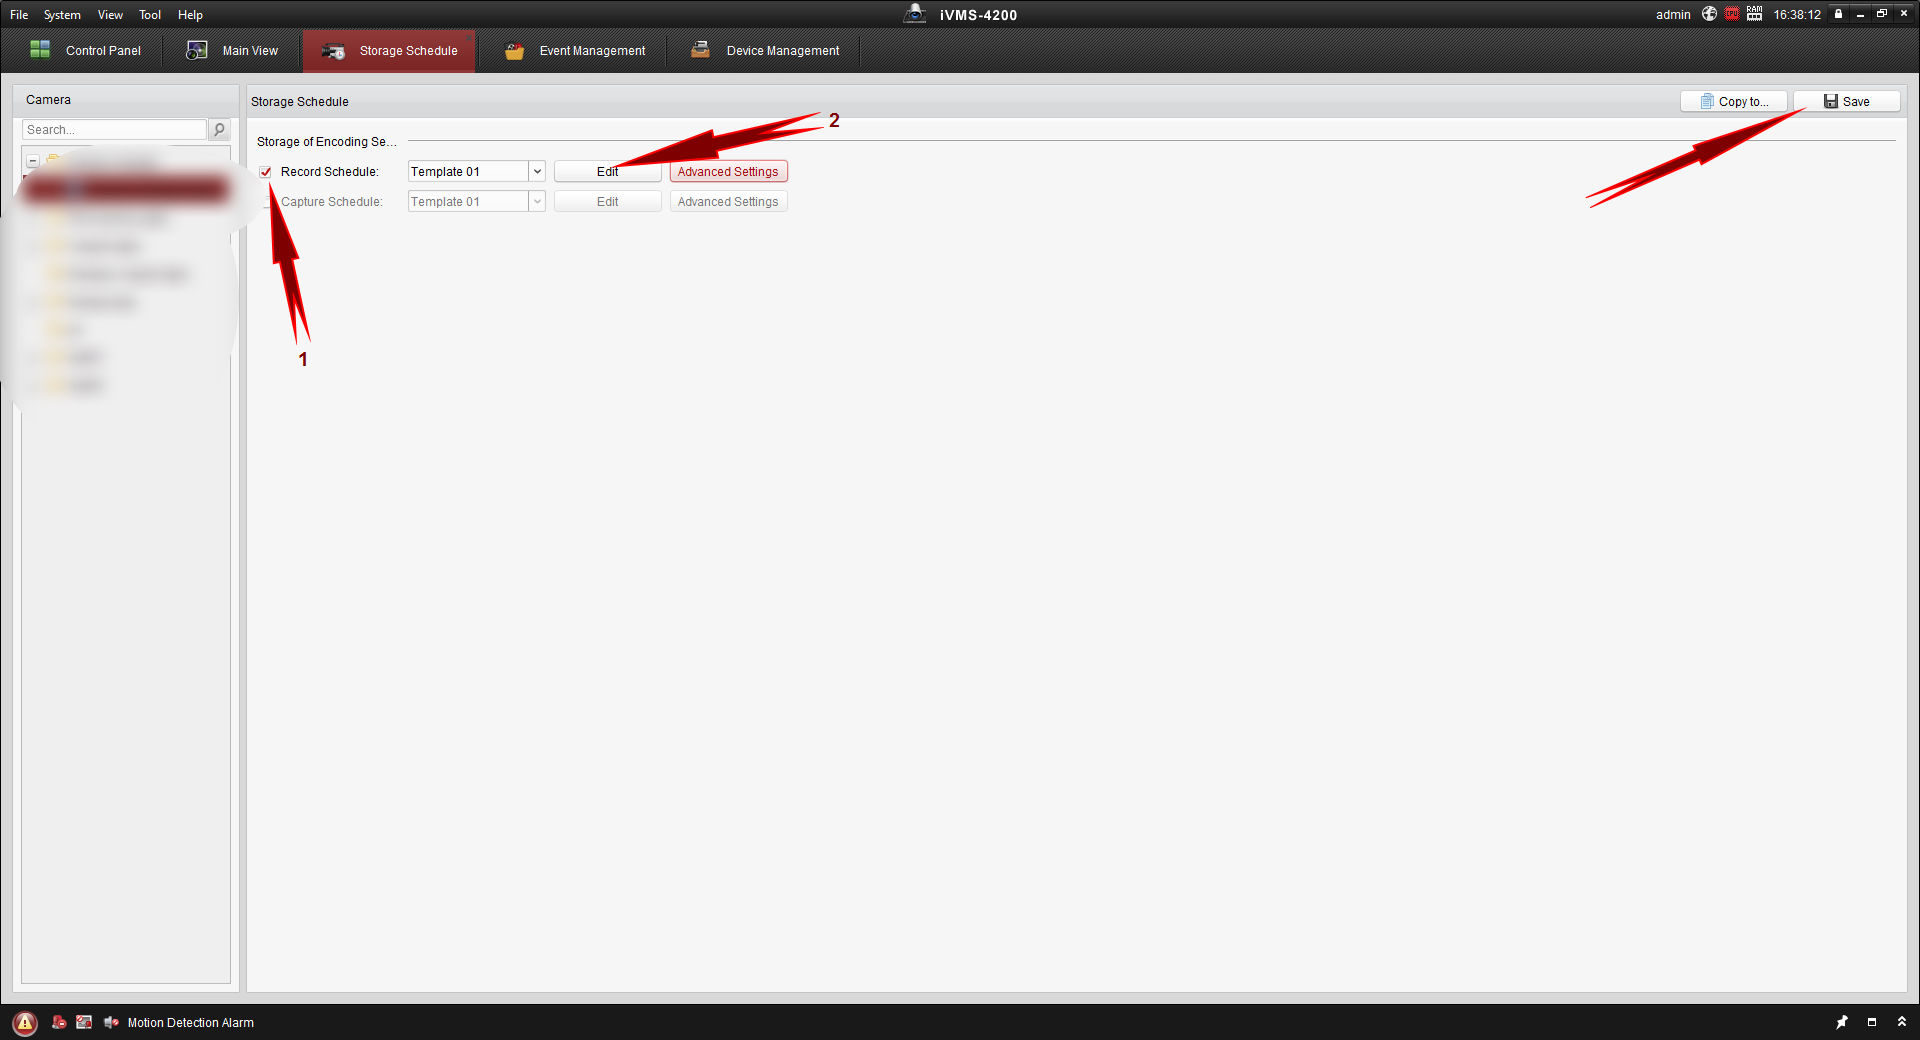 File System View Tool Help iVMS-4200 admin RAM 16:38:12
Control Panel Main View Storage Schedule Event Management Device Management
Camera
Storage Schedule Copy to... Save
Search...
2
Storage of Encoding Se...
Record Schedule: Template 01 Edit Advanced Settings
Capture Schedule: Template 01 Edit Advanced Settings
1
Motion Detection Alarm